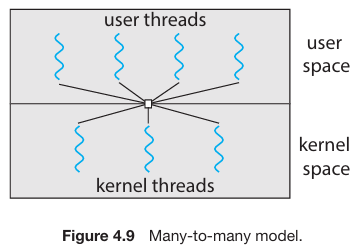 user threads
user
space
kernel
space
kernel threads
Figure 4.9 Many-to-many model.